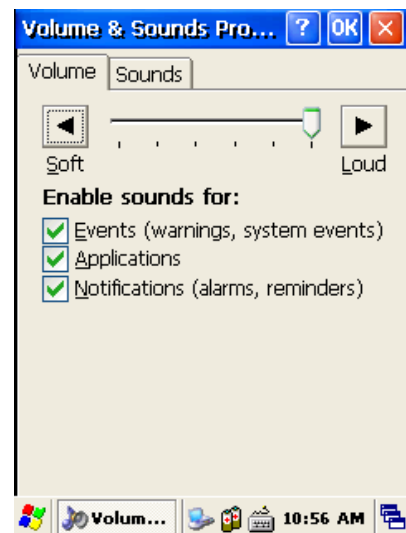 Volume & Sounds Pro... ? OK ×
Volume Sounds
Soft Loud
Enable sounds for:
Events (warnings, system events)
Applications
Notifications (alarms, reminders)
Volum... 10:56 AM